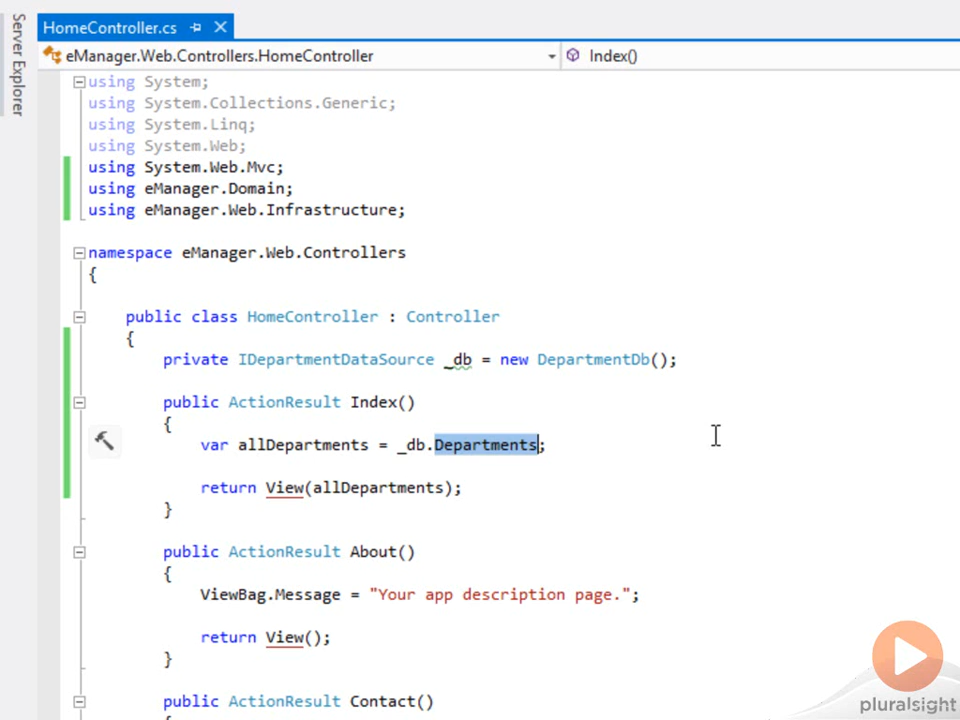 Server Explorer
HomeController.cs
eManager.Web.Controllers.HomeController
Index()
using System;
using System.Collections.Generic;
using System.Linq;
using System.Web;
using System.Web.Mvc;
using eManager.Domain;
using eManager.Web.Infrastructure;
namespace eManager.Web.Controllers
{
public class HomeController : Controller
{
private IDepartmentDataSource _db = new DepartmentDb();
public ActionResult Index()
{
var allDepartments = _db.Departments;
return View(allDepartments);
}
public ActionResult About()
{
ViewBag.Message = "Your app description page.";
return View();
}
public ActionResult Contact()
pluralsight